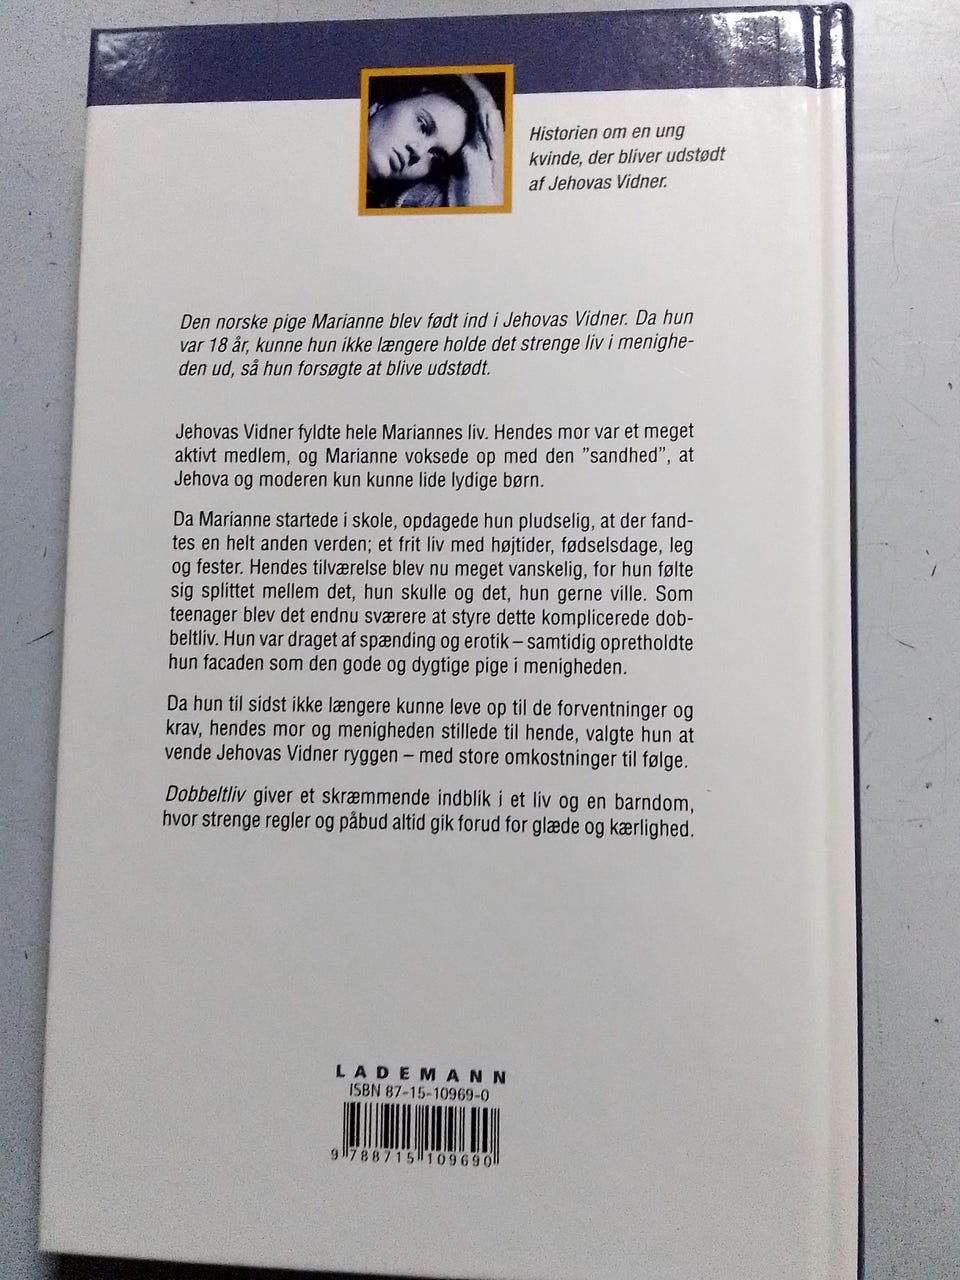 Historien om en ung
kvinde, der bliver udstødt
af Jehovas Vidner.
Den norske pige Marianne blev født ind i Jehovas Vidner. Da hun
var 18 år, kunne hun ikke længere holde det strenge liv i menighe-
den ud, så hun forsøgte at blive udstødt.
Jehovas Vidner fyldte hele Mariannes liv. Hendes mor var et meget
aktivt medlem, og Marianne voksede op med den ”sandhed”, at
Jehova og moderen kun kunne lide lydige børn.
Da Marianne startede i skole, opdagede hun pludselig, at der fand-
tes en helt anden verden; et frit liv med højtider, fødselsdage, leg
og fester. Hendes tilværelse blev nu meget vanskelig, for hun følte
sig splittet mellem det, hun skulle og det, hun gerne ville. Som
teenager blev det endnu sværere at styre dette komplicerede dob-
beltliv. Hun var draget af spænding og erotik – samtidig opretholdte
hun facaden som den gode og dygtige pige i menigheden.
Da hun til sidst ikke længere kunne leve op til de forventninger og
krav, hendes mor og menigheden stillede til hende, valgte hun at
vende Jehovas Vidner ryggen – med store omkostninger til følge.
Dobbeltliv giver et skræmmende indblik i et liv og en barndom,
hvor strenge regler og påbud altid gik forud for glæde og kærlighed.
LADEMANN
ISBN 87-15-10969-0
9 788715 109690